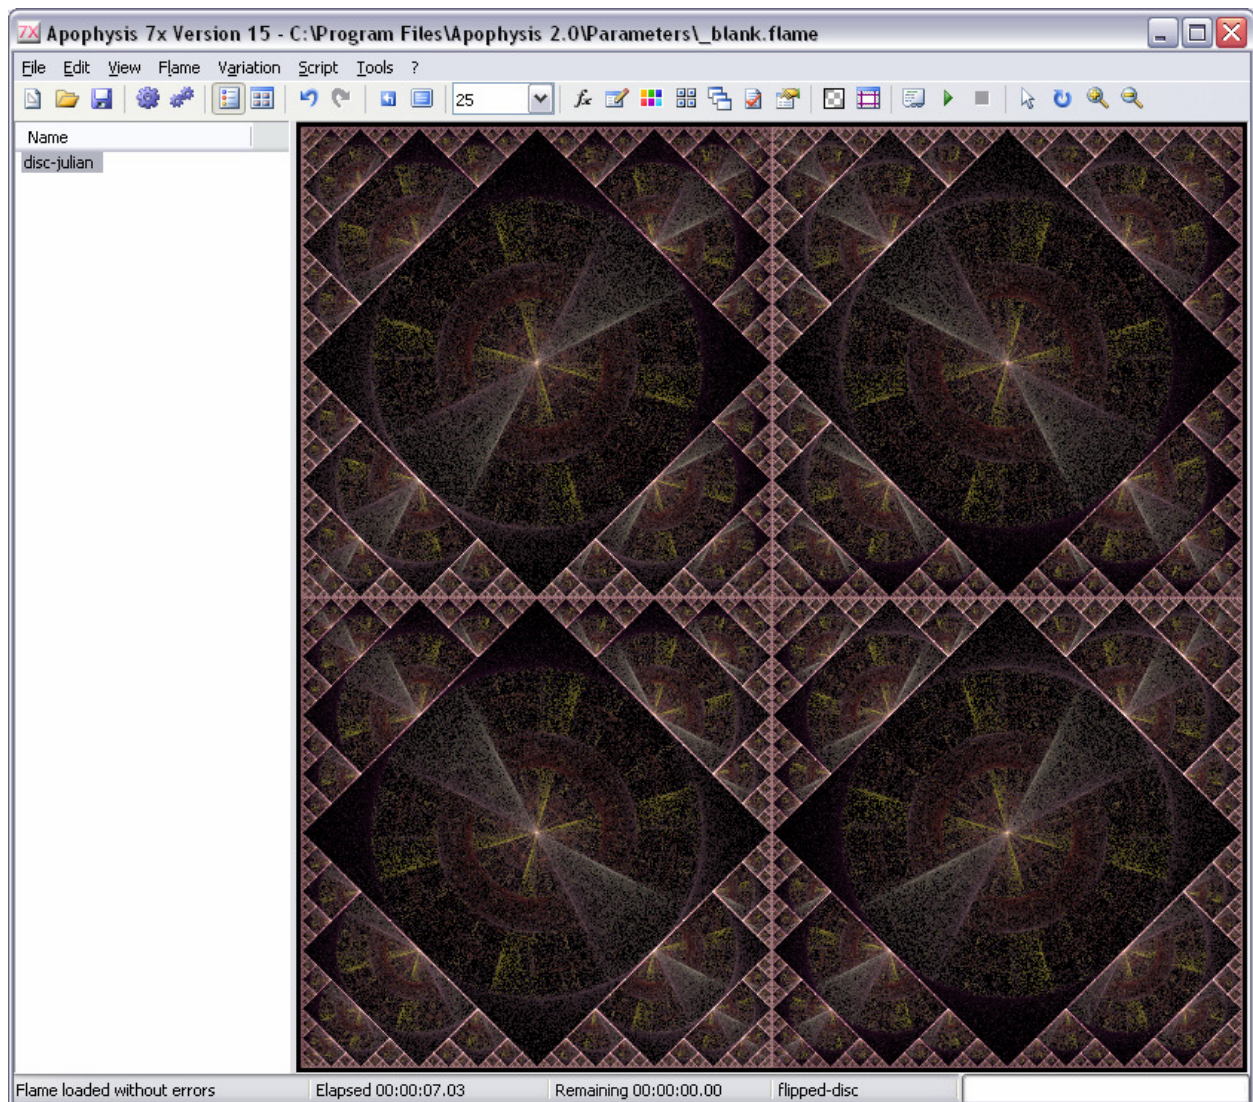 7X Apophysis 7x Version 15 - C:\Program Files\Apophysis 2.0\Parameters\_blank.flame
File Edit View Flame Variation Script Tools ?
25
Name
disc-julian
Flame loaded without errors Elapsed 00:00:07.03 Remaining 00:00:00.00 flipped-disc